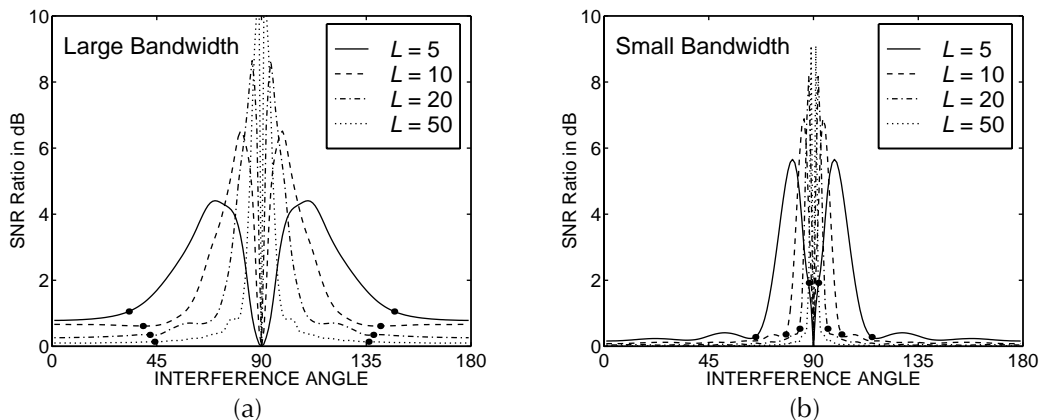 10
8
6
4
2
0
SNR Ratio in dB
Large Bandwidth
L = 5
L = 10
L = 20
L = 50
0 45 90 135 180
INTERFERENCE ANGLE
(a)
10
8
6
4
2
0
SNR Ratio in dB
Small Bandwidth
L = 5
L = 10
L = 20
L = 50
0 45 90 135 180
INTERFERENCE ANGLE
(b)